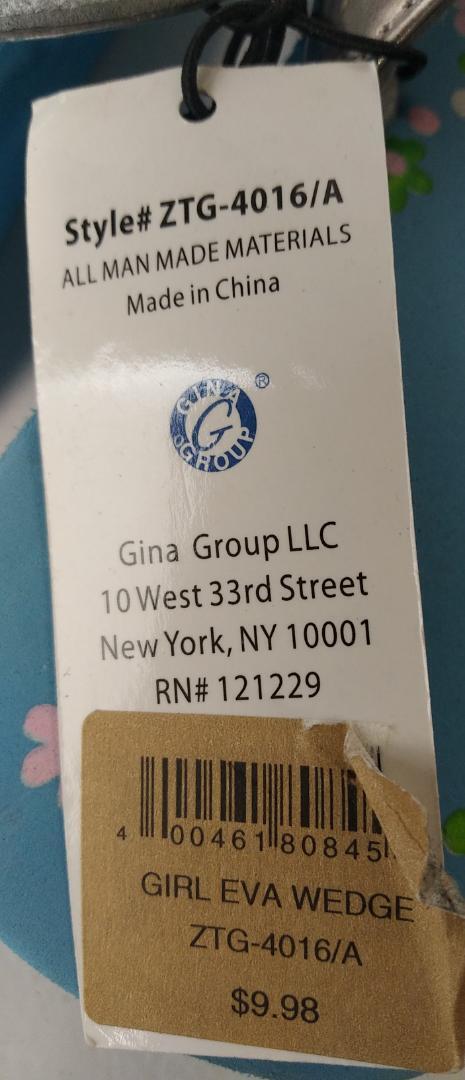 Style# ZTG-4016/A
ALL MAN MADE MATERIALS
Made in China
GINA
G
GROUP
®
Gina Group LLC
10 West 33rd Street
New York, NY 10001
RN# 121229
4 00461 80845
GIRL EVA WEDGE
ZTG-4016/A
$9.98